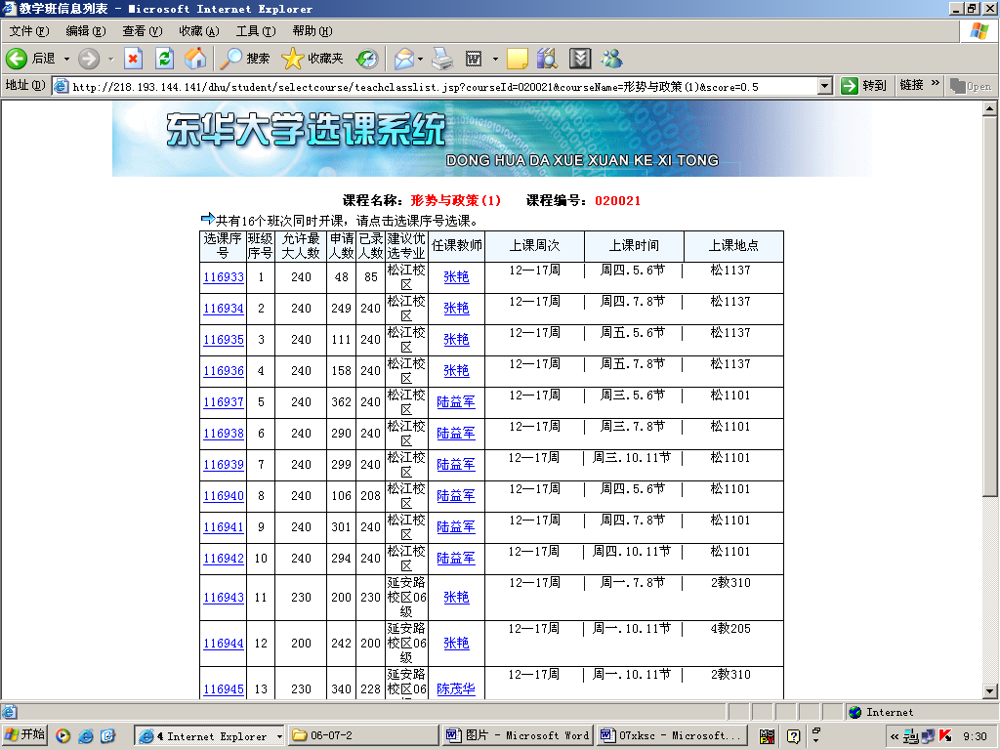 教学班信息列表 - Microsoft Internet Explorer
文件(F) 编辑(E) 查看(V) 收藏(A) 工具(T) 帮助(H)
后退 搜索 收藏夹
地址(D) http://218.193.144.141/dhu/student/selectcourse/teachclasslist.jsp?courseId=020021&courseName=形势与政策(1)&score=0.5 转到 链接 » Open
东华大学选课系统
DONG HUA DA XUE XUAN KE XI TONG
课程名称：形势与政策(1) 课程编号：020021
共有16个班次同时开课，请点击选课序号选课。
选课序号 班级序号 允许最大人数 申请人数 已录人数 建议优选专业 任课教师 上课周次 上课时间 上课地点
116933 1 240 48 85 松江校区 张艳 12—17周 周四.5.6节 松1137
116934 2 240 249 240 松江校区 张艳 12—17周 周四.7.8节 松1137
116935 3 240 111 240 松江校区 张艳 12—17周 周五.5.6节 松1137
116936 4 240 158 240 松江校区 张艳 12—17周 周五.7.8节 松1137
116937 5 240 362 240 松江校区 陆益军 12—17周 周三.5.6节 松1101
116938 6 240 290 240 松江校区 陆益军 12—17周 周三.7.8节 松1101
116939 7 240 299 240 松江校区 陆益军 12—17周 周三.10.11节 松1101
116940 8 240 106 208 松江校区 陆益军 12—17周 周四.5.6节 松1101
116941 9 240 301 240 松江校区 陆益军 12—17周 周四.7.8节 松1101
116942 10 240 294 240 松江校区 陆益军 12—17周 周四.10.11节 松1101
116943 11 230 200 230 延安路校区06级 张艳 12—17周 周一.7.8节 2教310
116944 12 200 242 200 延安路校区06级 张艳 12—17周 周一.10.11节 4教205
116945 13 230 340 228 延安路校区06 陈茂华 12—17周 周一.10.11节 2教310
Internet
开始 4 Internet Explorer 06-07-2 图片 - Microsoft Word 07xksc - Microsoft... « 9:30